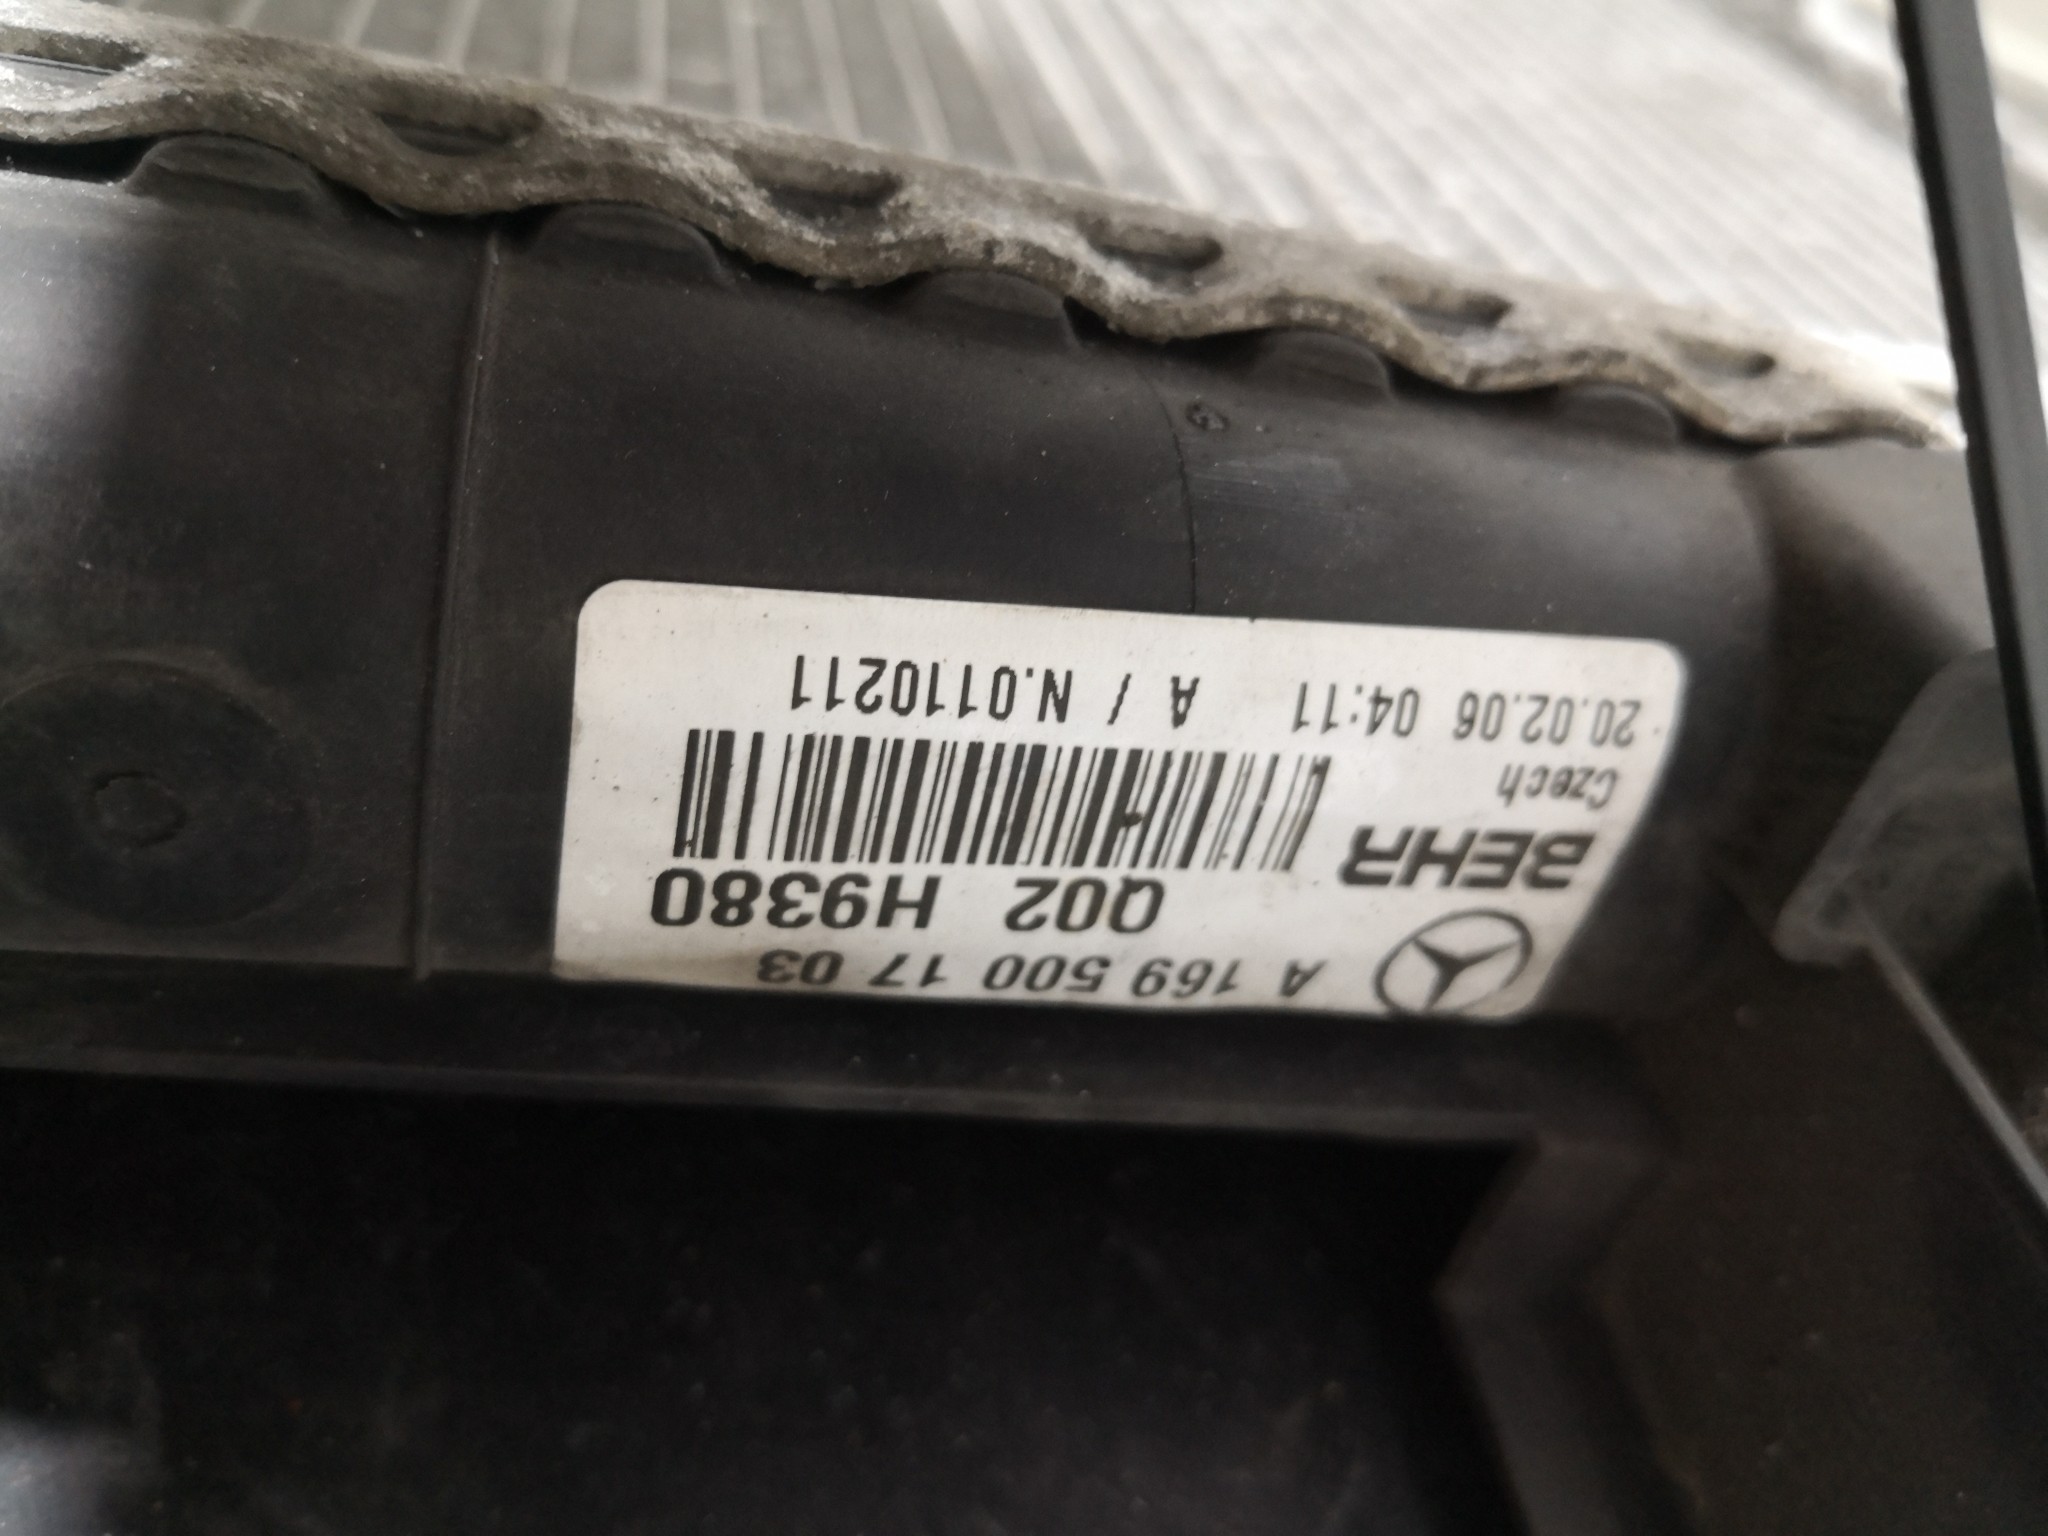 A 169 500 17 03
Q02 H9380
BEHR
Czech
20.02.06 04:11 A / N.0110211